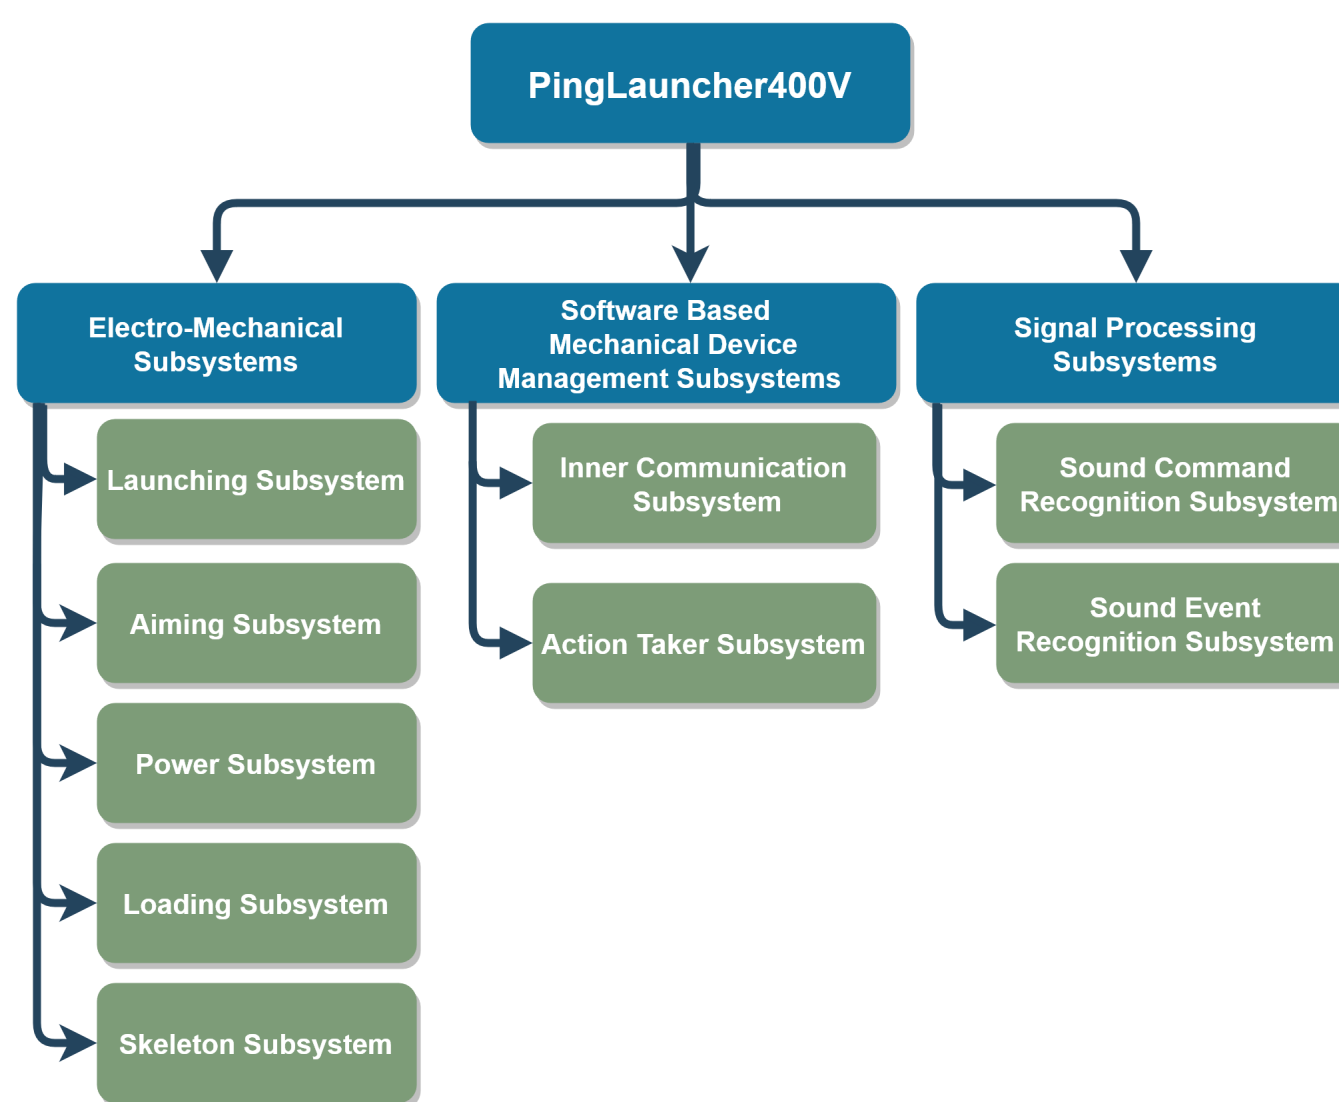 PingLauncher400V
Electro-Mechanical
Subsystems
Software Based
Mechanical Device
Management Subsystems
Signal Processing
Subsystems
Launching Subsystem
Aiming Subsystem
Power Subsystem
Loading Subsystem
Skeleton Subsystem
Inner Communication
Subsystem
Action Taker Subsystem
Sound Command
Recognition Subsystem
Sound Event
Recognition Subsystem